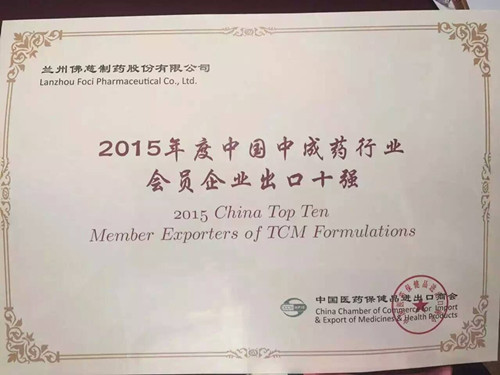 兰州佛慈制药股份有限公司
Lanzhou Foci Pharmaceutical Co., Ltd.
2015年度中国中成药行业
会员企业出口十强
2015 China Top Ten
Member Exporters of TCM Formulations
中国医药保健品进出口商会
China Chamber of Commerce for Import
& Export of Medicines & Health Products